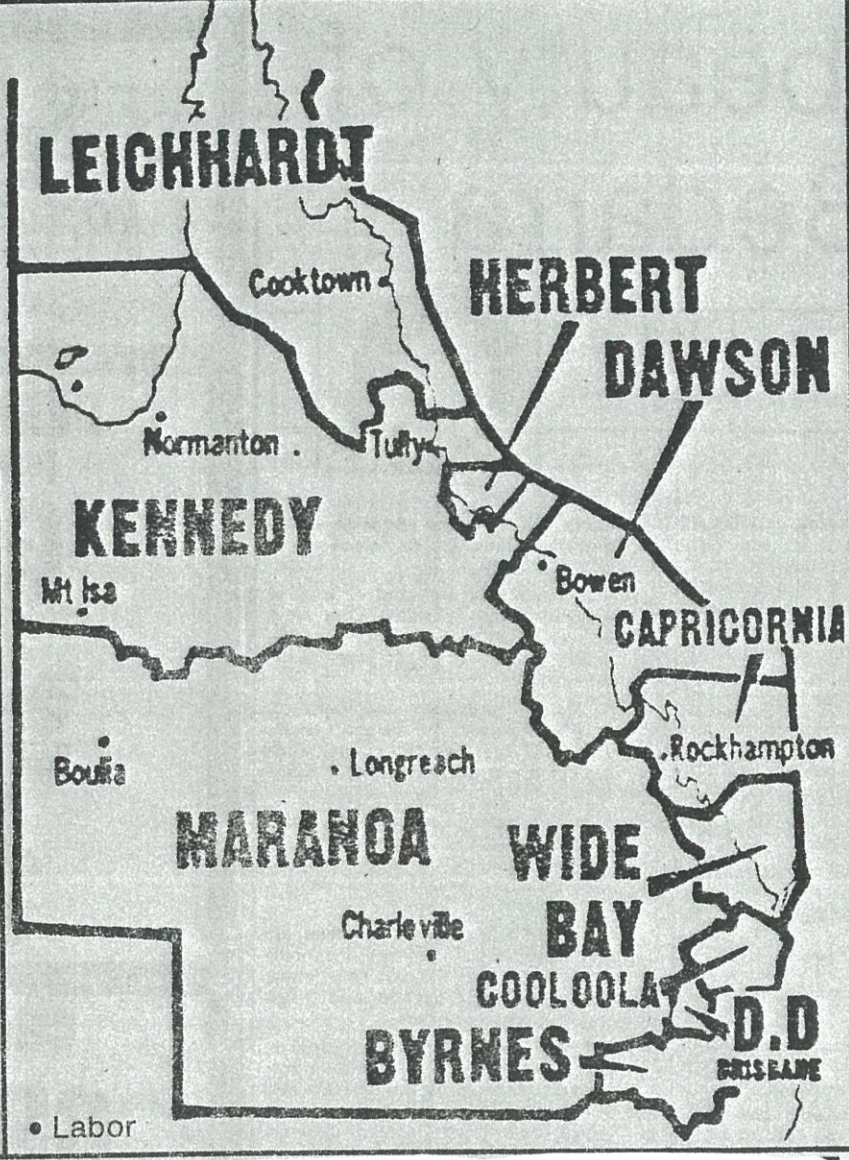 LEICHHARDT
Cooktown
HERBERT
DAWSON
Normanton
Tully
KENNEDY
Mt Isa
Bowen
CAPRICORNIA
Boulia
Longreach
Rockhampton
MARANOA
WIDE
BAY
Charleville
COOLOOLA
D.D
BYRNES
BRISBANE
• Labor